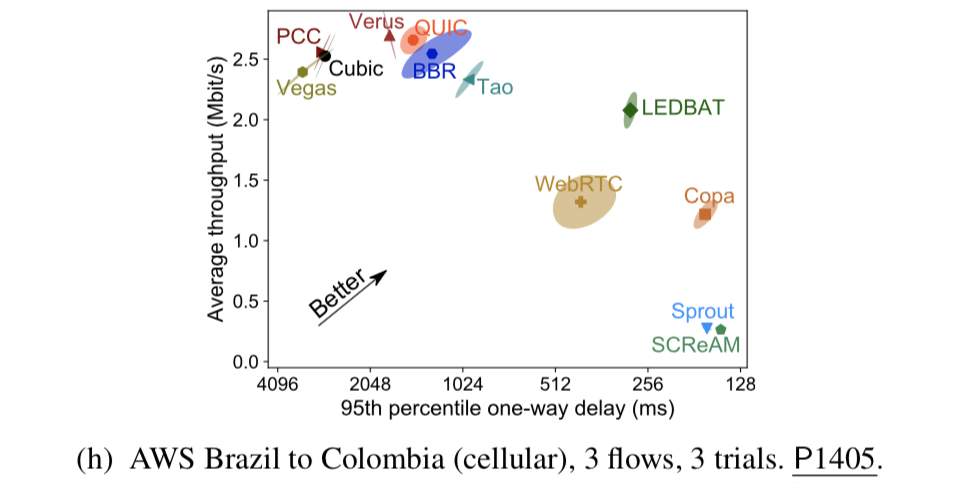 Verus
QUIC
PCC
Cubic
BBR
Vegas
Tao
LEDBAT
WebRTC
Copa
Sprout
SCReAM
Better
Average throughput (Mbit/s)
2.5
2.0
1.5
1.0
0.5
0.0
4096 2048 1024 512 256 128
95th percentile one-way delay (ms)
(h) AWS Brazil to Colombia (cellular), 3 flows, 3 trials. P1405.